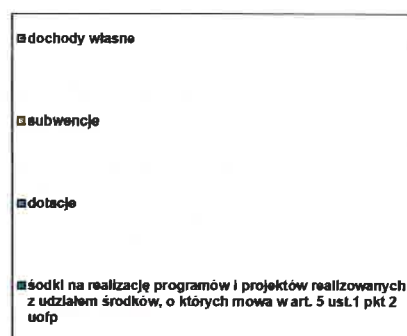 dochody własne
subwencje
dotacje
śodki na realizację programów i projektów realizowanych
z udziałem środków, o których mowa w art. 5 ust.1 pkt 2
uofp